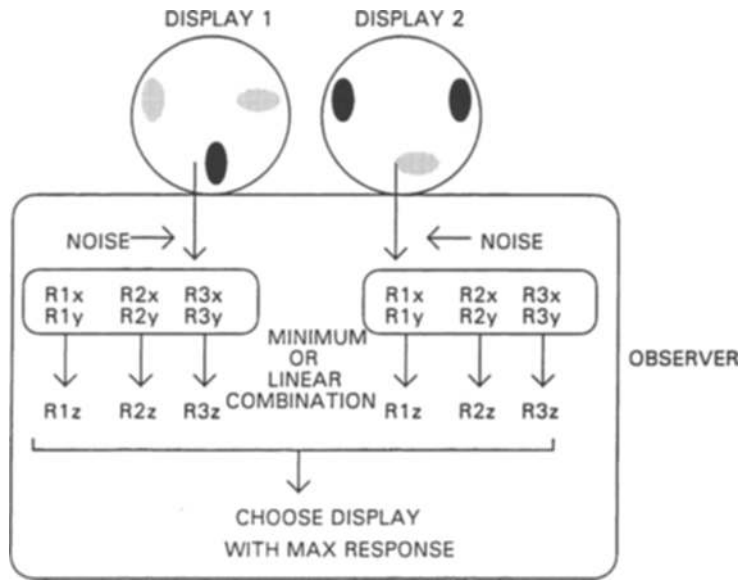 DISPLAY 1 DISPLAY 2
NOISE NOISE
R1x R2x R3x R1x R2x R3x
R1y R2y R3y R1y R2y R3y
MINIMUM
OR
LINEAR
COMBINATION
OBSERVER
R1z R2z R3z R1z R2z R3z
CHOOSE DISPLAY
WITH MAX RESPONSE